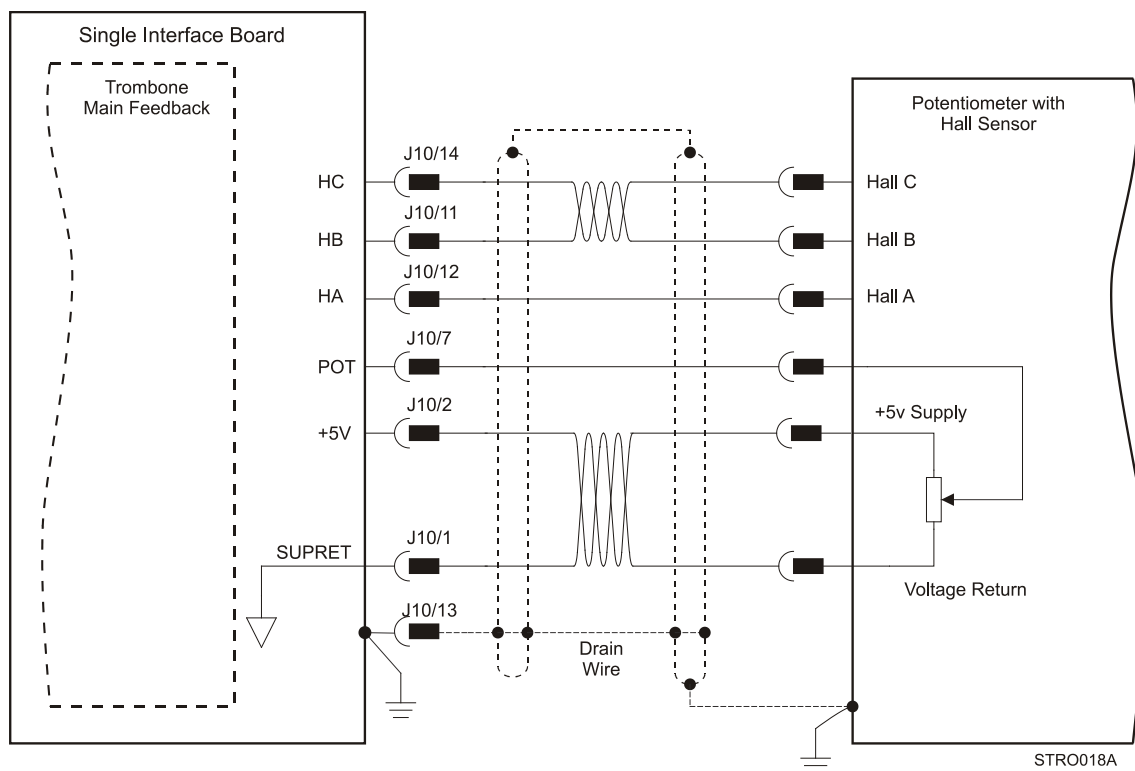 Single Interface Board
Trombone
Main Feedback
Potentiometer with
Hall Sensor
J10/14
HC
Hall C
J10/11
HB
Hall B
J10/12
HA
Hall A
J10/7
POT
J10/2
+5V
+5v Supply
J10/1
SUPRET
Voltage Return
J10/13
Drain
Wire
STRO018A